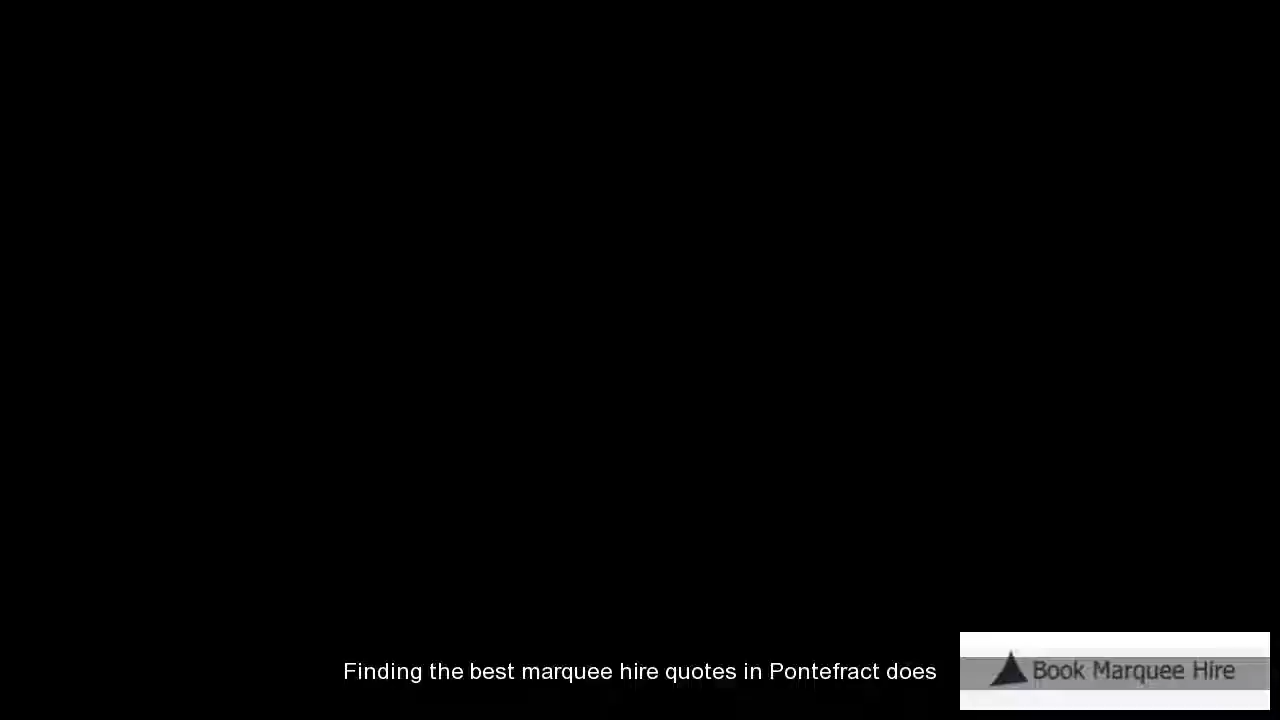 Finding the best marquee hire quotes in Pontefract does
Book Marquee Hire